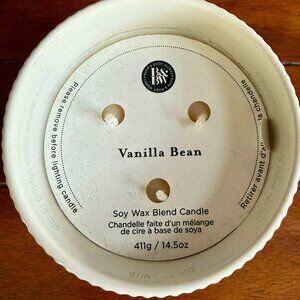 Vanilla Bean
Soy Wax Blend Candle
Chandelle faite d'un mélange
de cire à base de soya
411g / 14.5oz
Please remove before lighting candle
Retirer avant d'a
la chandelle